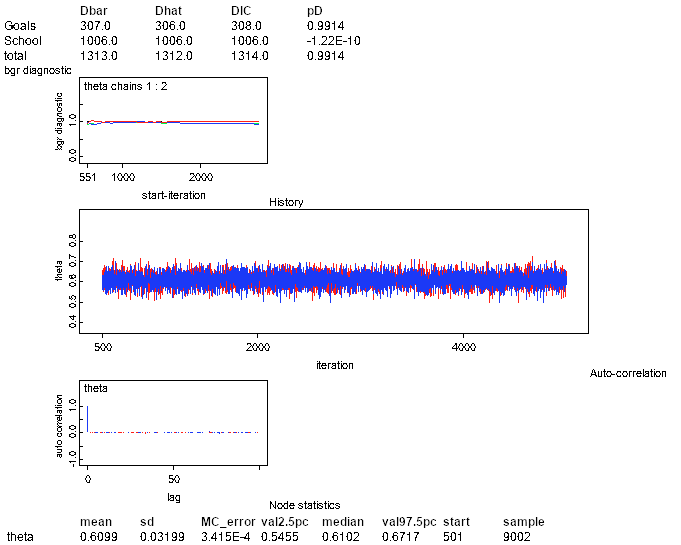 Dbar Dhat DIC pD
Goals 307.0 306.0 308.0 0.9914
School 1006.0 1006.0 1006.0 -1.22E-10
total 1313.0 1312.0 1314.0 0.9914
bgr diagnostic
theta chains 1 : 2
bgr diagnostic
1.0
0.0
551 1000 2000
start-iteration
History
theta
0.8
0.7
0.6
0.5
0.4
500 2000 4000
iteration
Auto-correlation
theta
auto correlation
1.0
0.0
-1.0
0 50
lag
Node statistics
mean sd MC_error val2.5pc median val97.5pc start sample
theta 0.6099 0.03199 3.415E-4 0.5455 0.6102 0.6717 501 9002